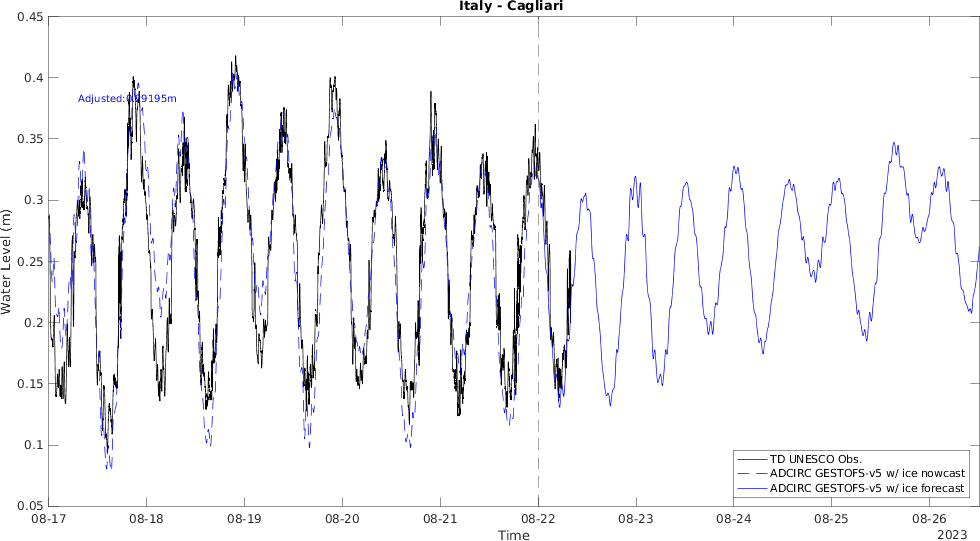 Italy - Cagliari
0.45
0.4
0.35
0.3
0.25
0.2
0.15
0.1
0.05
Water Level (m)
Adjusted:
9195m
TD UNESCO Obs.
ADCIRC GESTOFS-v5 w/ ice nowcast
ADCIRC GESTOFS-v5 w/ ice forecast
08-17 08-18 08-19 08-20 08-21 08-22 08-23 08-24 08-25 08-26
Time
2023